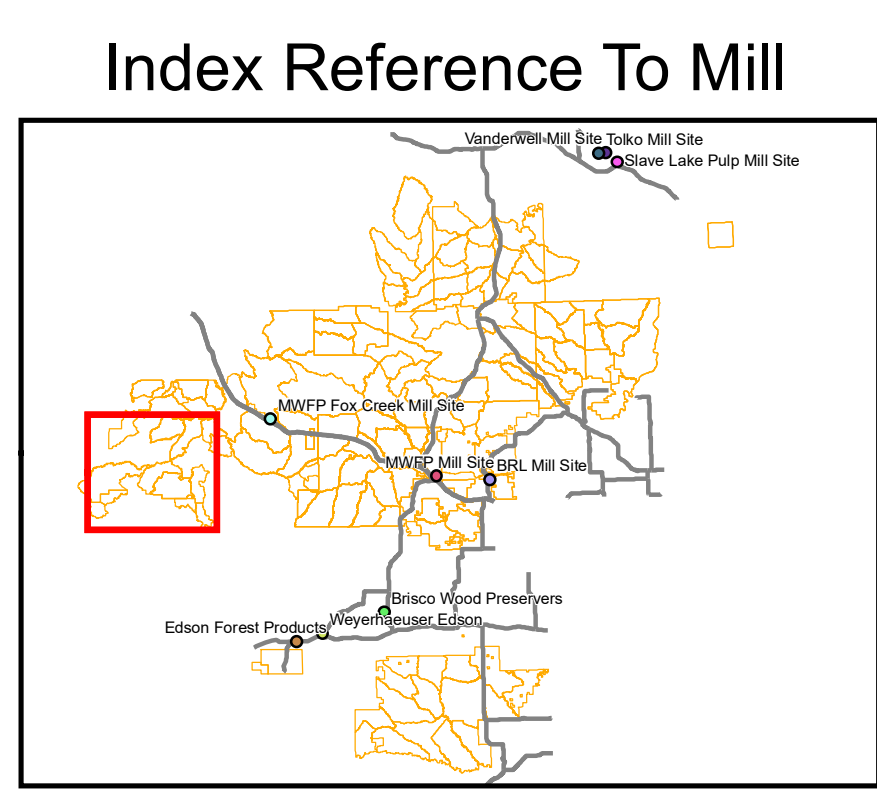 Index Reference To Mill
Vanderwell Mill Site Tolko Mill Site
Slave Lake Pulp Mill Site
MWFP Fox Creek Mill Site
MWFP Mill Site BRL Mill Site
Brisco Wood Preservers
Weyerhaeuser Edson
Edson Forest Products